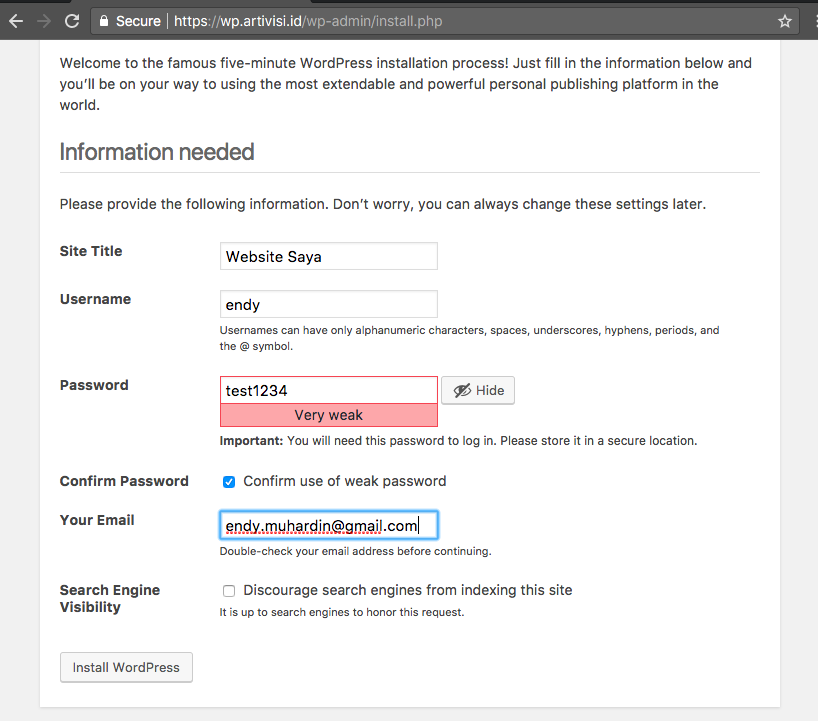 Secure | https://wp.artivisi.id/wp-admin/install.php
Welcome to the famous five-minute WordPress installation process! Just fill in the information below and
you’ll be on your way to using the most extendable and powerful personal publishing platform in the
world.
Information needed
Please provide the following information. Don’t worry, you can always change these settings later.
Site Title
Website Saya
Username
endy
Usernames can have only alphanumeric characters, spaces, underscores, hyphens, periods, and
the @ symbol.
Password
test1234
Hide
Very weak
Important: You will need this password to log in. Please store it in a secure location.
Confirm Password
Confirm use of weak password
Your Email
endy.muhardin@gmail.com
Double-check your email address before continuing.
Search Engine
Visibility
Discourage search engines from indexing this site
It is up to search engines to honor this request.
Install WordPress